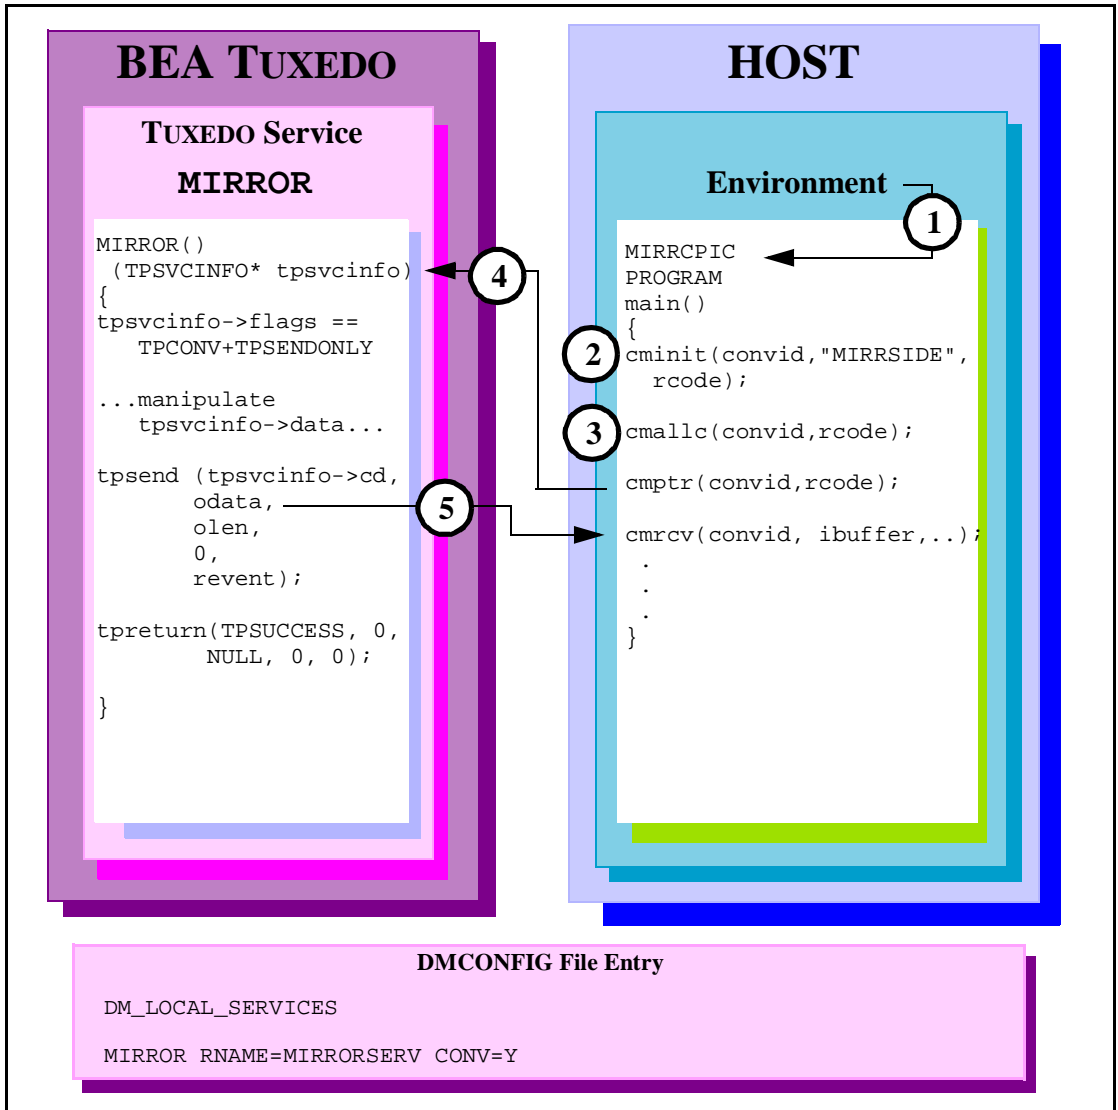 BEA TUXEDO
TUXEDO Service
MIRROR
MIRROR()
(TPSVCINFO* tpsvcinfo)
{
tpsvcinfo->flags ==
TPCONV+TPSENDONLY
...manipulate
tpsvcinfo->data...
tpsend (tpsvcinfo->cd,
odata,
olen,
0,
revent);
tpreturn(TPSUCCESS, 0,
NULL, 0, 0);
}
4
5
HOST
Environment
1
MIRRCPIC
PROGRAM
main()
{
2
cminit(convid,"MIRRSIDE",
rcode);
3
cmallc(convid,rcode);
cmptr(convid,rcode);
cmrcv(convid, ibuffer,..);
.
.
.
}
DMCONFIG File Entry
DM_LOCAL_SERVICES
MIRROR RNAME=MIRRORSERV CONV=Y